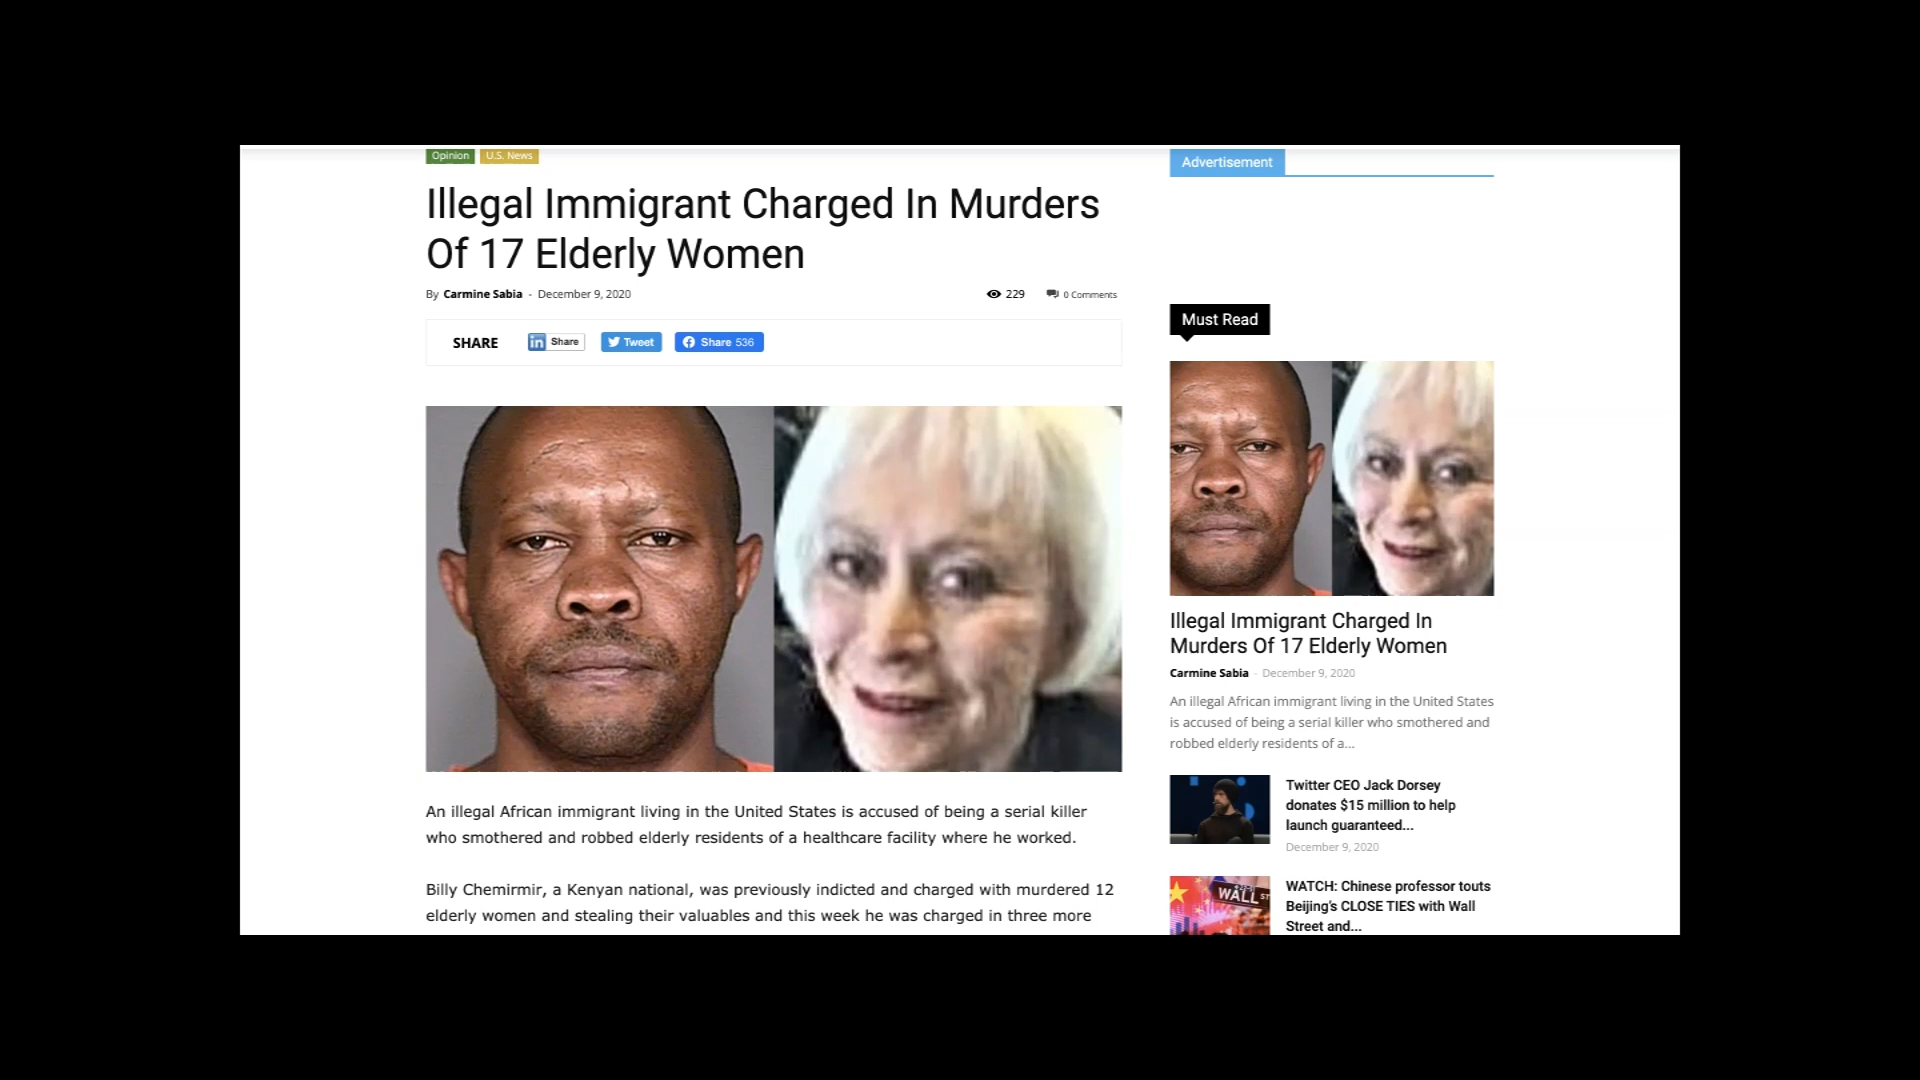 Opinion U.S. News
Illegal Immigrant Charged In Murders
Of 17 Elderly Women
By Carmine Sabia - December 9, 2020 229 0 Comments
SHARE in Share Tweet Share 536
An illegal African immigrant living in the United States is accused of being a serial killer
who smothered and robbed elderly residents of a healthcare facility where he worked.
Billy Chemirmir, a Kenyan national, was previously indicted and charged with murdered 12
elderly women and stealing their valuables and this week he was charged in three more
Advertisement
Must Read
Illegal Immigrant Charged In
Murders Of 17 Elderly Women
Carmine Sabia - December 9, 2020
An illegal African immigrant living in the United States
is accused of being a serial killer who smothered and
robbed elderly residents of a...
Twitter CEO Jack Dorsey
donates $15 million to help
launch guaranteed...
December 9, 2020
WALL ST
WATCH: Chinese professor touts
Beijing's CLOSE TIES with Wall
Street and...